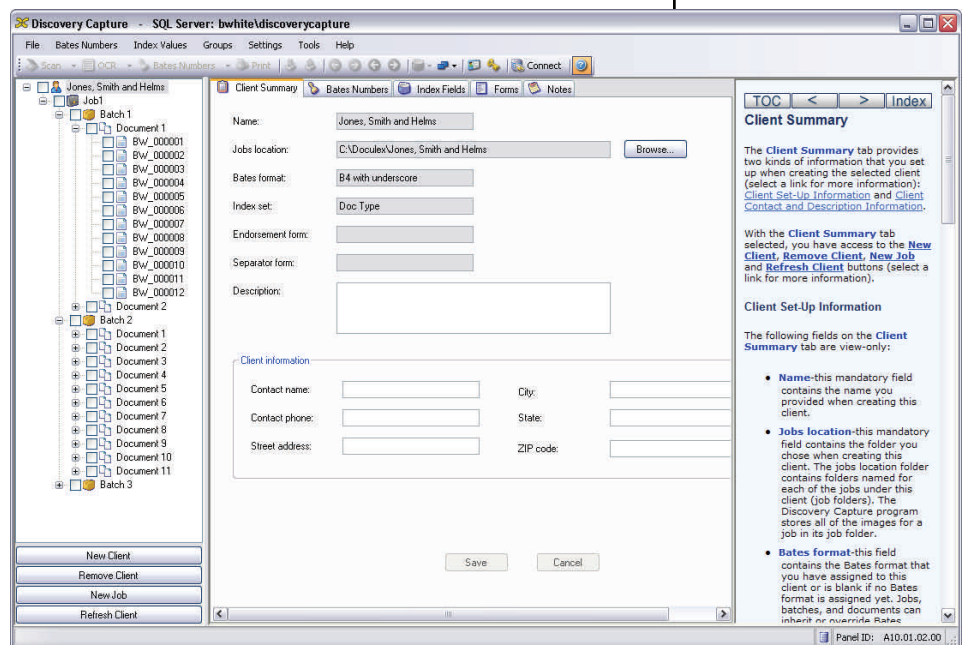 Discovery Capture - SQL Server: bwhite\discoverycapture
File Bates Numbers Index Values Groups Settings Tools Help
Scan OCR Bates Numbers Print Connect
Jones, Smith and Helms
Job1
Batch 1
Document 1
BW_000001
BW_000002
BW_000003
BW_000004
BW_000005
BW_000006
BW_000007
BW_000008
BW_000009
BW_000010
BW_000011
BW_000012
Document 2
Batch 2
Document 1
Document 2
Document 3
Document 4
Document 5
Document 6
Document 7
Document 8
Document 9
Document 10
Document 11
Batch 3
New Client
Remove Client
New Job
Refresh Client
Client Summary Bates Numbers Index Fields Forms Notes
Name: Jones, Smith and Helms
Jobs location: C:\Doculex\Jones, Smith and Helms Browse...
Bates format: B4 with underscore
Index set: Doc Type
Endorsement form:
Separator form:
Description:
Client information
Contact name: City:
Contact phone: State:
Street address: ZIP code:
Save Cancel
TOC < > Index
Client Summary
The Client Summary tab provides
two kinds of information that you set
up when creating the selected client
(select a link for more information):
Client Set-Up Information and Client
Contact and Description Information.
With the Client Summary tab
selected, you have access to the New
Client, Remove Client, New Job
and Refresh Client buttons (select a
link for more information).
Client Set-Up Information
The following fields on the Client
Summary tab are view-only:
• Name-this mandatory field
contains the name you
provided when creating this
client.
• Jobs location-this mandatory
field contains the folder you
chose when creating this
client. The jobs location folder
contains folders named for
each of the jobs under this
client (job folders). The
Discovery Capture program
stores all of the images for a
job in its job folder.
• Bates format-this field
contains the Bates format that
you have assigned to this
client or is blank if no Bates
format is assigned yet. Jobs,
batches, and documents can
inherit or override Bates
Panel ID: A10.01.02.00